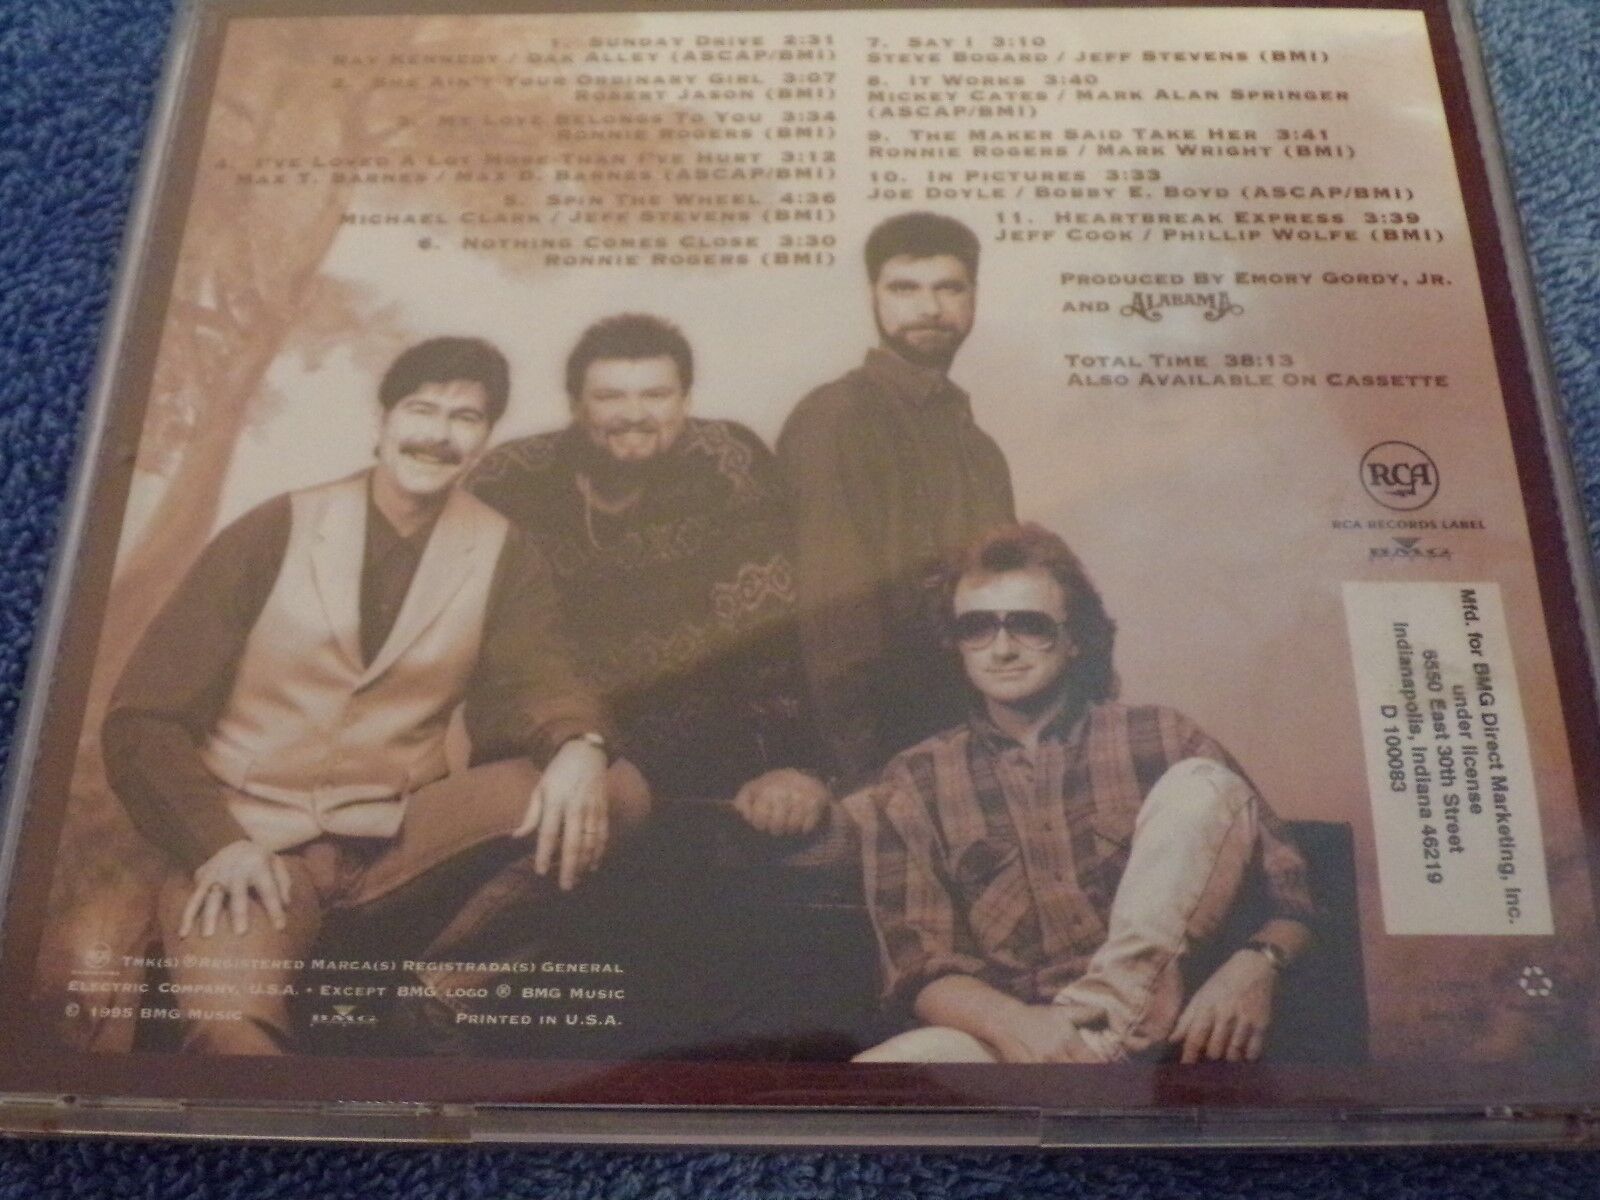 1. Sunday Drive 2:31
Ray Kennedy / Dak Alley (ASCAP/BMI)
2. She Ain't Your Ordinary Girl 3:07
Robert Jason (BMI)
3. My Love Belongs To You 3:34
Ronnie Rogers (BMI)
4. I've Loved A Lot More Than I've Hurt 3:12
Max T. Barnes / Max D. Barnes (ASCAP/BMI)
5. Spin The Wheel 4:36
Michael Clark / Jeff Stevens (BMI)
6. Nothing Comes Close 3:30
Ronnie Rogers (BMI)
7. Say I 3:10
Steve Bogard / Jeff Stevens (BMI)
8. It Works 3:40
Mickey Cates / Mark Alan Springer
(ASCAP/BMI)
9. The Maker Said Take Her 3:41
Ronnie Rogers / Mark Wright (BMI)
10. In Pictures 3:33
Joe Doyle / Bobby E. Boyd (ASCAP/BMI)
11. Heartbreak Express 3:39
Jeff Cook / Phillip Wolfe (BMI)
Produced By Emory Gordy, Jr.
and Alabama
Total Time 38:13
Also Available On Cassette
RCA
RCA Records Label
BMG
Mfd. for BMG Direct Marketing, Inc.
under license
6550 East 30th Street
Indianapolis, Indiana 46219
D 100083
Tmk(s) ® Registered Marca(s) Registrada(s) General
Electric Company, U.S.A. • Except BMG logo ® BMG Music
© 1995 BMG Music BMG Printed in U.S.A.